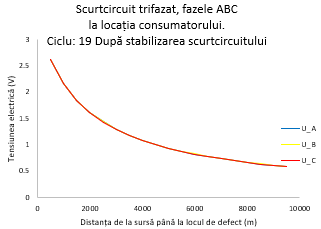 Scurtcircuit trifazat, fazele ABC
la locația consumatorului.
Ciclu: 19 După stabilizarea scurtcircuitului
Tensiunea electrică (V)
3
2.5
2
1.5
1
0.5
0
0
2000
4000
6000
8000
10000
U_A
U_B
U_C
Distanța de la sursă până la locul de defect (m)